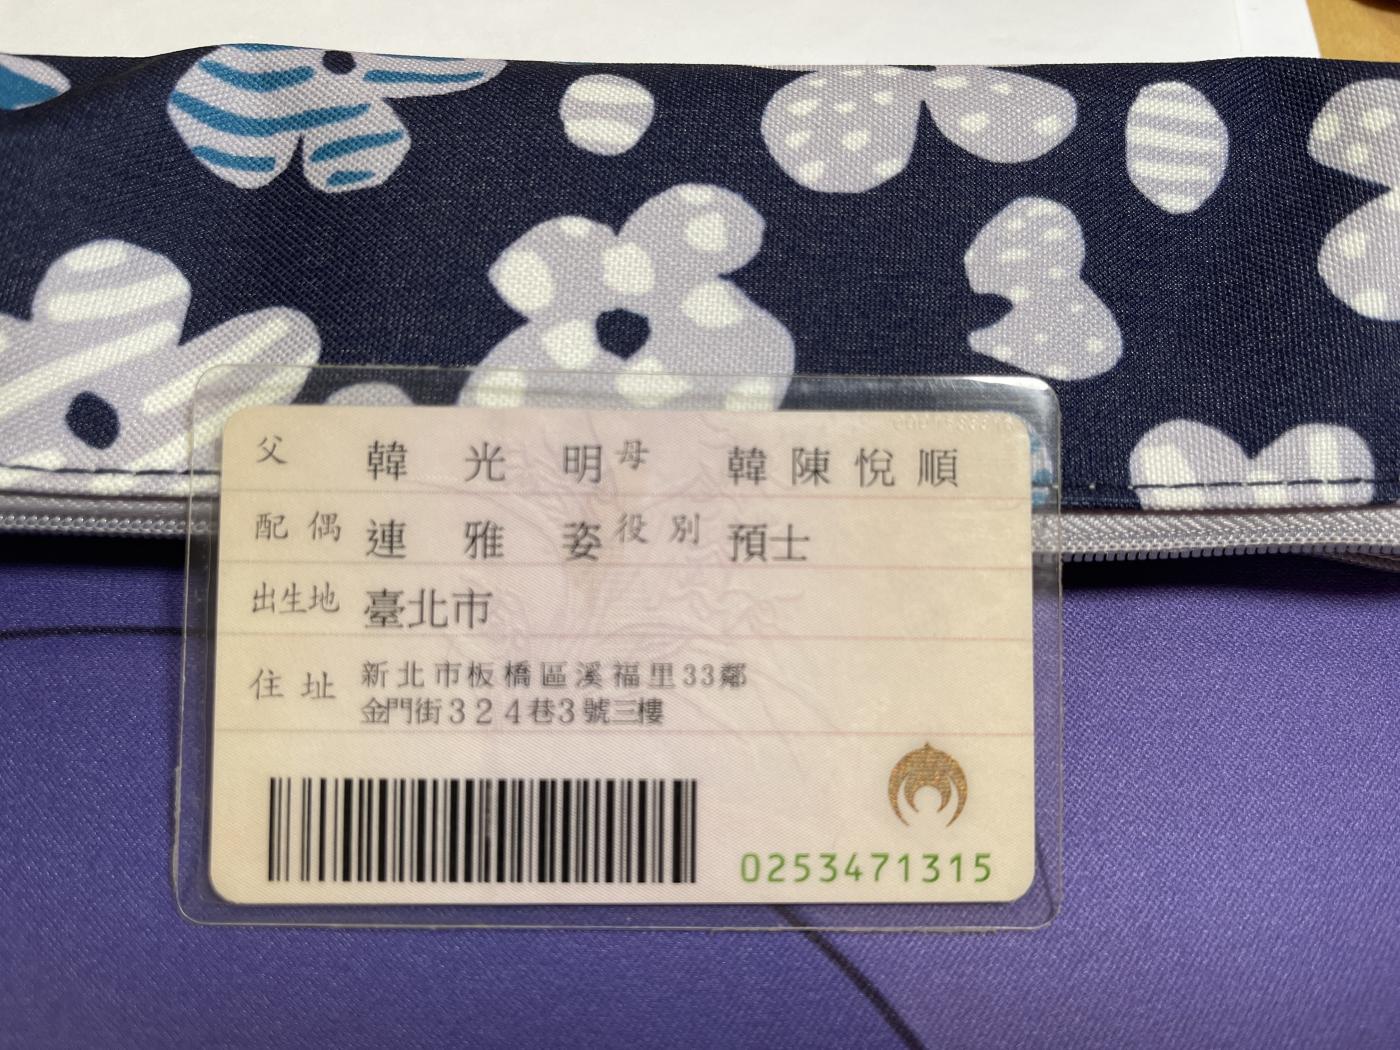 父 韓光明 母 韓陳悅順
配偶 連雅姿 役別 預士
出生地 臺北市
住址 新北市板橋區溪福里33鄰
金門街324巷3號三樓
0253471315